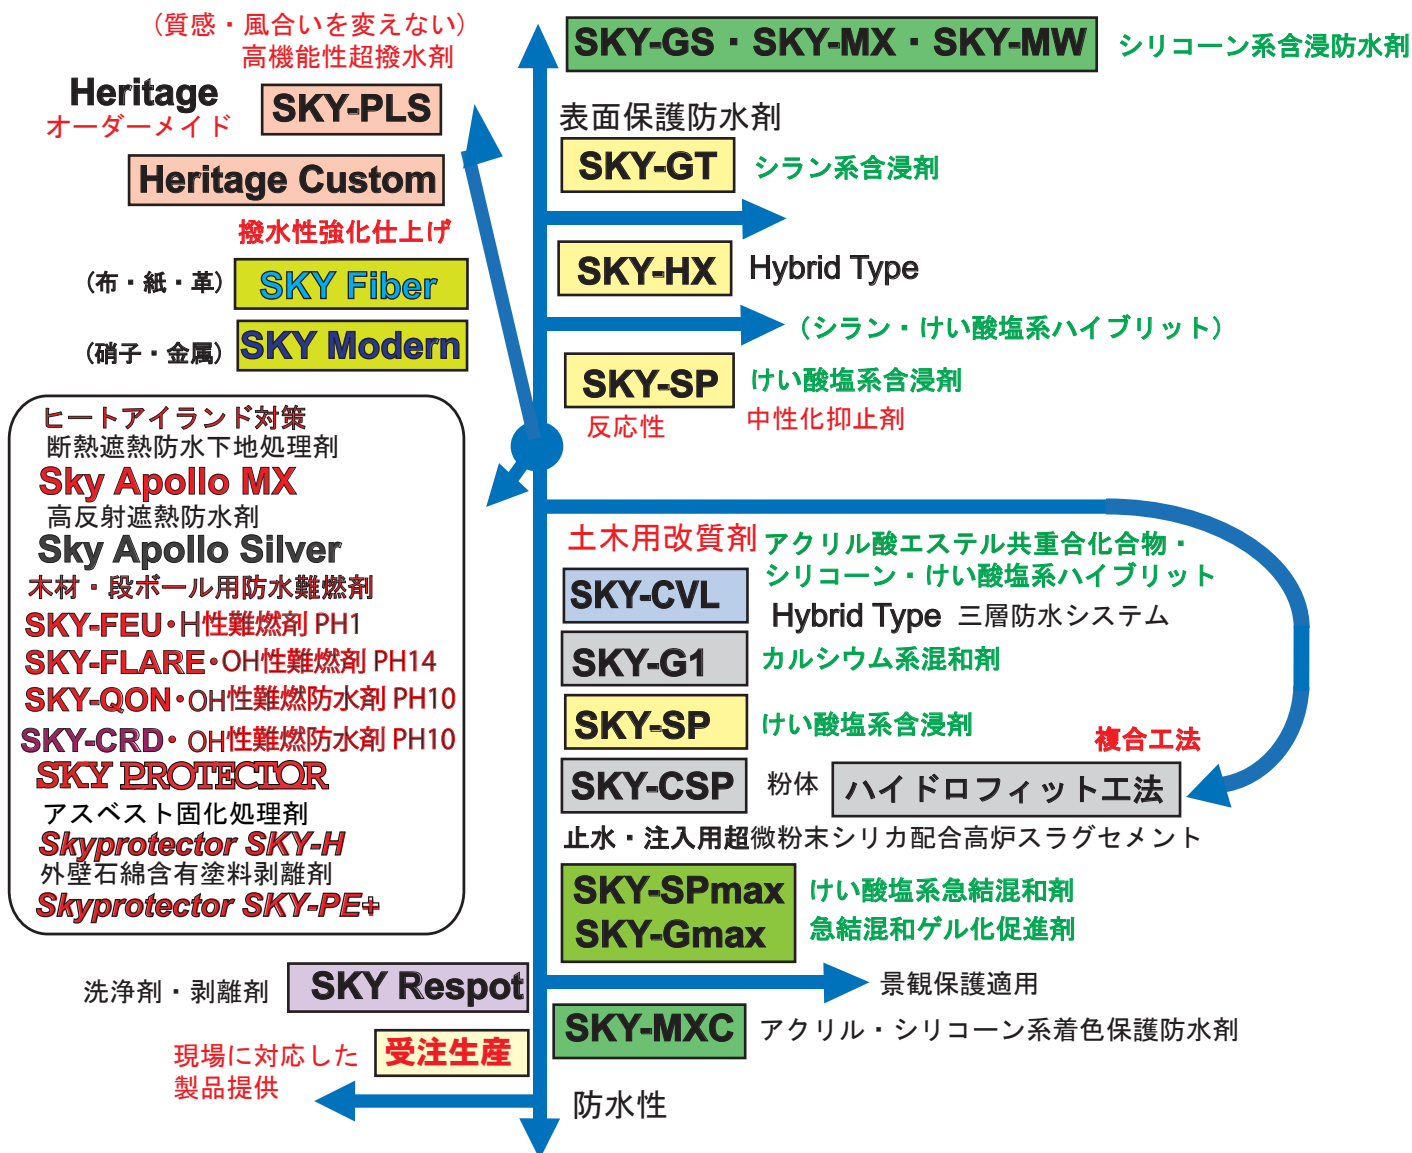 (質感・風合いを変えない)
高機能性超撥水剤
Heritage
オーダーメイド
SKY-PLS
Heritage Custom
撥水性強化仕上げ
(布・紙・革)
SKY Fiber
(硝子・金属)
SKY Modern
ヒートアイランド対策
断熱遮熱防水下地処理剤
Sky Apollo MX
高反射遮熱防水剤
Sky Apollo Silver
木材・段ボール用防水難燃剤
SKY-FEU・H性難燃剤 PH1
SKY-FLARE・OH性難燃剤 PH14
SKY-QON・OH性難燃防水剤 PH10
SKY-CRD・OH性難燃防水剤 PH10
SKY PROTECTOR
アスベスト固化処理剤
Skyprotector SKY-H
外壁石綿含有塗料剥離剤
Skyprotector SKY-PE+
洗浄剤・剥離剤
SKY Respot
現場に対応した
製品提供
受注生産
SKY-GS・SKY-MX・SKY-MW
シリコーン系含浸防水剤
表面保護防水剤
SKY-GT
シラン系含浸剤
SKY-HX
Hybrid Type
(シラン・けい酸塩系ハイブリット)
SKY-SP
けい酸塩系含浸剤
反応性
中性化抑止剤
土木用改質剤
アクリル酸エステル共重合化合物・
シリコーン・けい酸塩系ハイブリット
SKY-CVL
Hybrid Type 三層防水システム
SKY-G1
カルシウム系混和剤
SKY-SP
けい酸塩系含浸剤
複合工法
SKY-CSP
粉体
ハイドロフィット工法
止水・注入用超微粉末シリカ配合高炉スラグセメント
SKY-SPmax
けい酸塩系急結混和剤
SKY-Gmax
急結混和ゲル化促進剤
景観保護適用
SKY-MXC
アクリル・シリコーン系着色保護防水剤
防水性